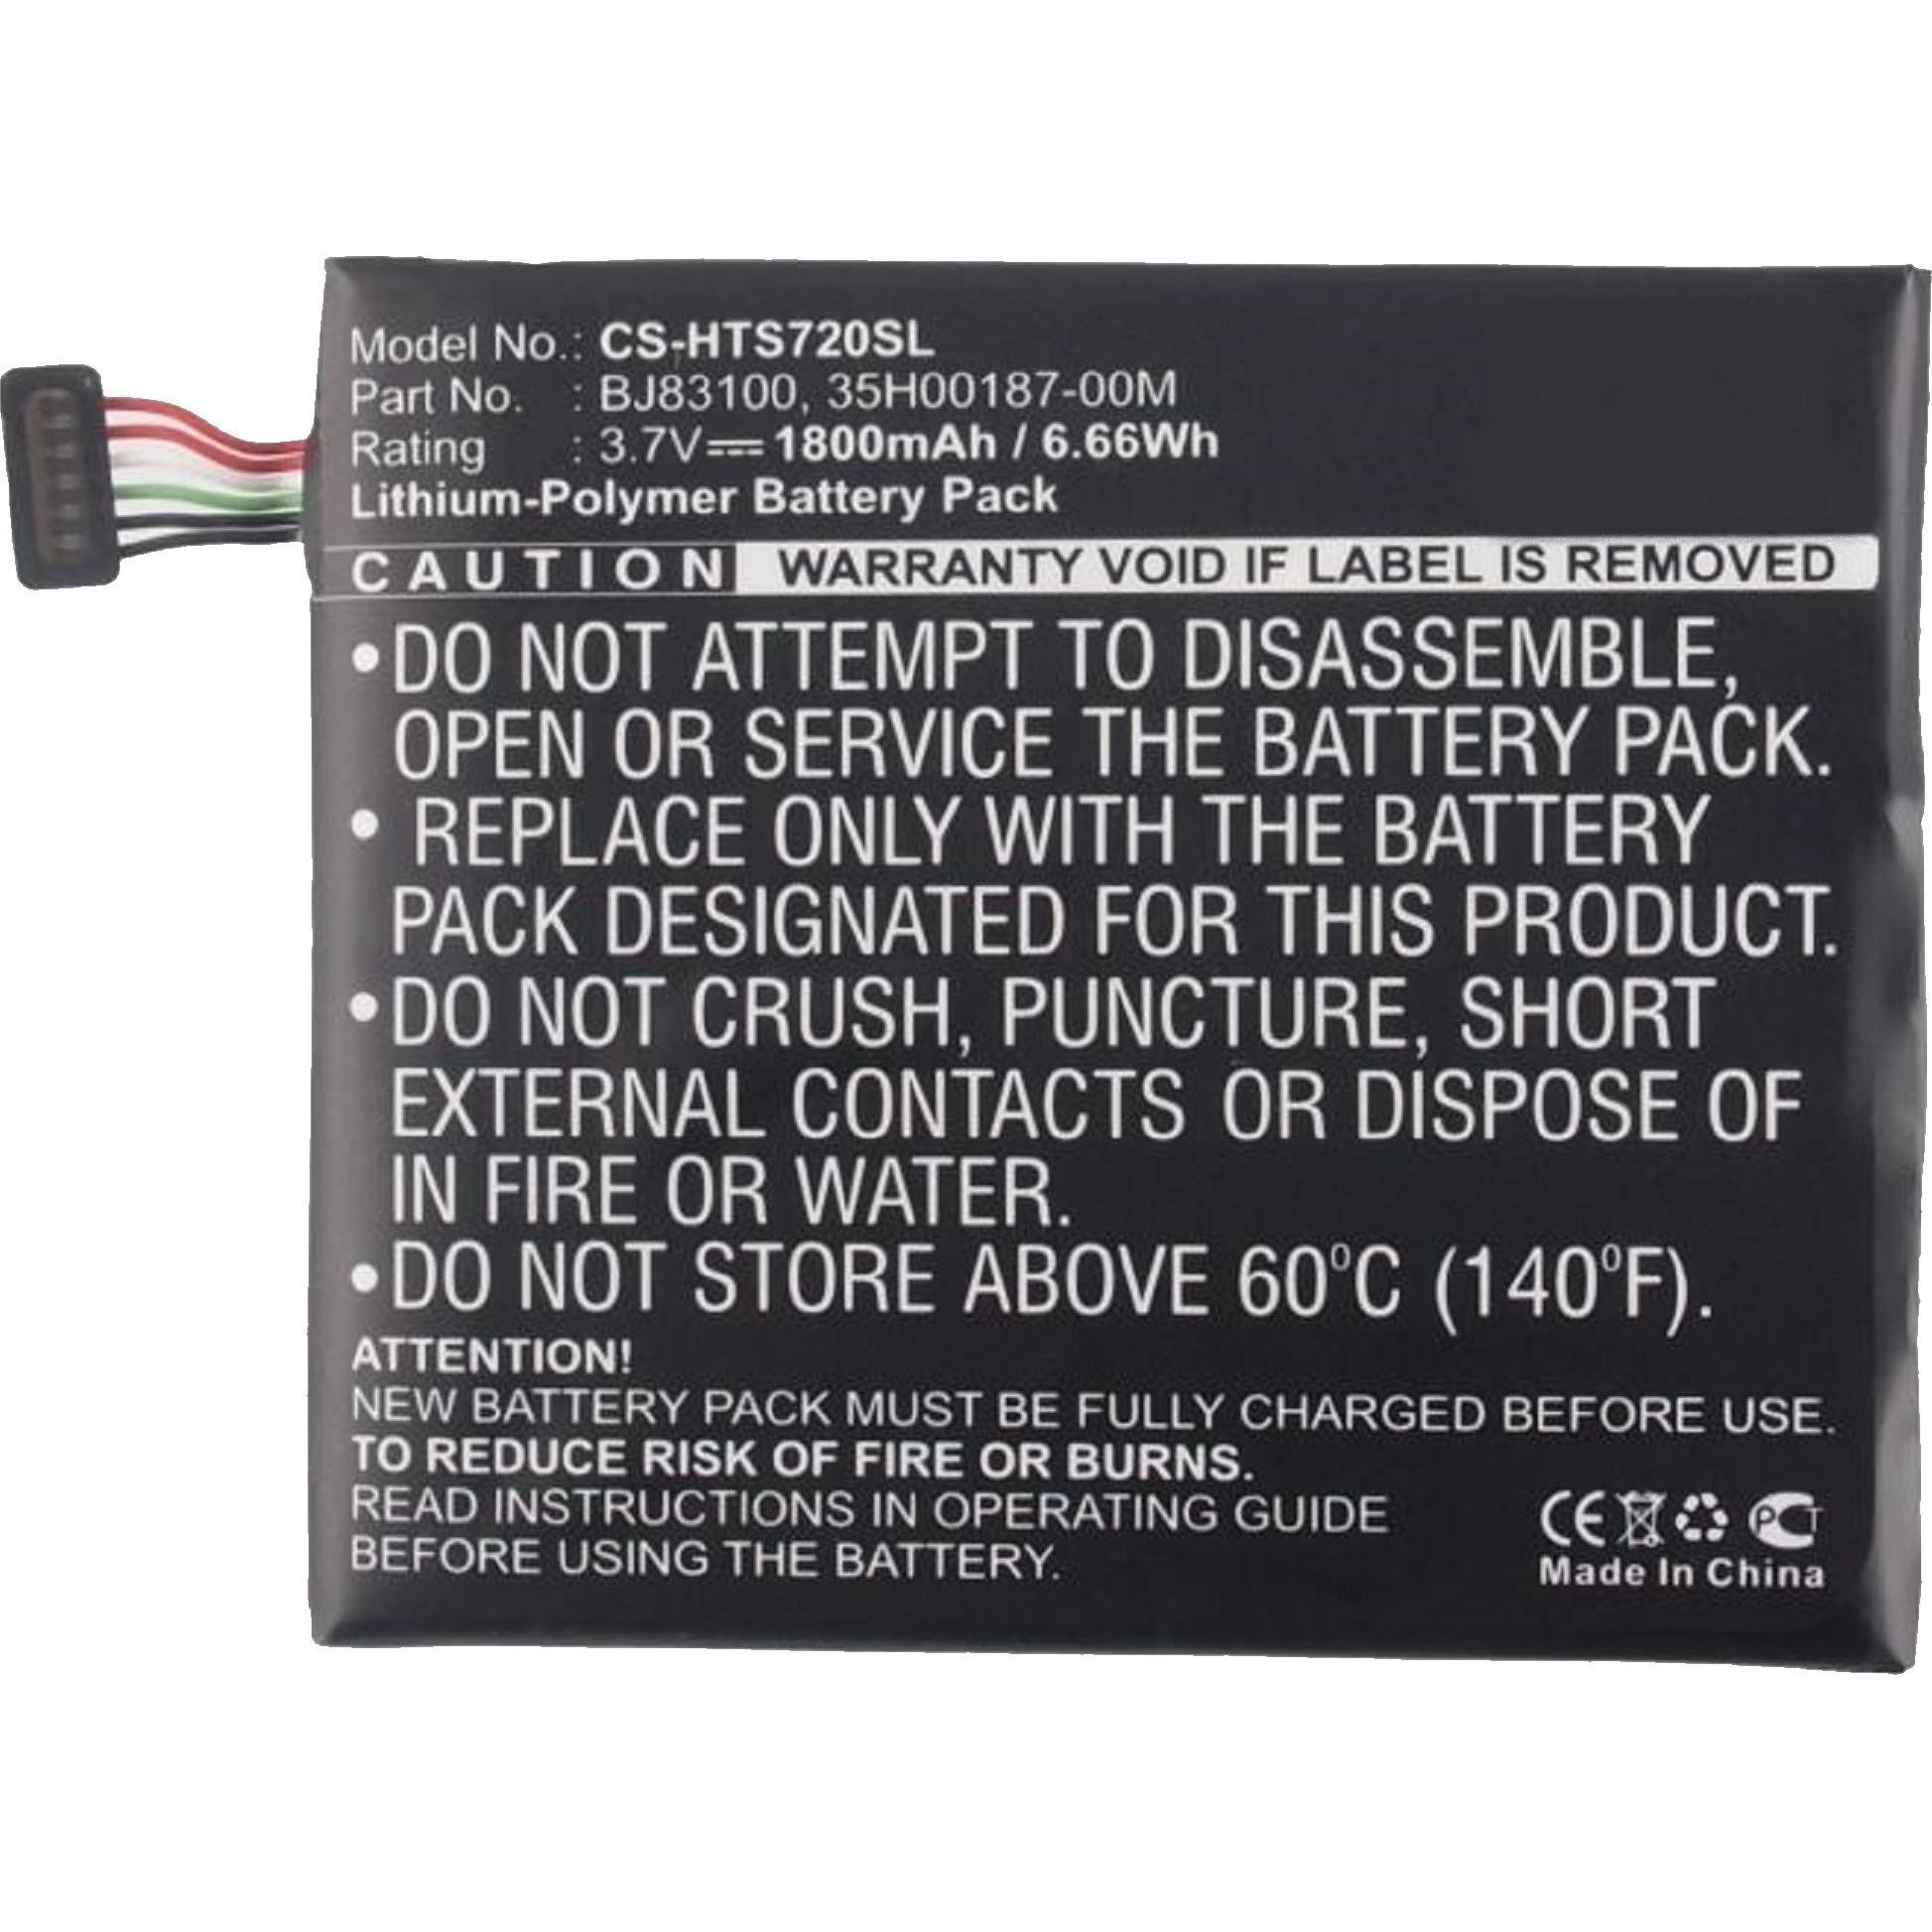 Model No.: CS-HTS720SL
Part No. : BJ83100, 35H00187-00M
Rating : 3.7V⎓1800mAh / 6.66Wh
Lithium-Polymer Battery Pack
CAUTION WARRANTY VOID IF LABEL IS REMOVED
•DO NOT ATTEMPT TO DISASSEMBLE,
OPEN OR SERVICE THE BATTERY PACK.
• REPLACE ONLY WITH THE BATTERY
PACK DESIGNATED FOR THIS PRODUCT.
•DO NOT CRUSH, PUNCTURE, SHORT
EXTERNAL CONTACTS OR DISPOSE OF
IN FIRE OR WATER.
•DO NOT STORE ABOVE 60°C (140°F).
ATTENTION!
NEW BATTERY PACK MUST BE FULLY CHARGED BEFORE USE.
TO REDUCE RISK OF FIRE OR BURNS.
READ INSTRUCTIONS IN OPERATING GUIDE
BEFORE USING THE BATTERY.
CE PCT
Made In China